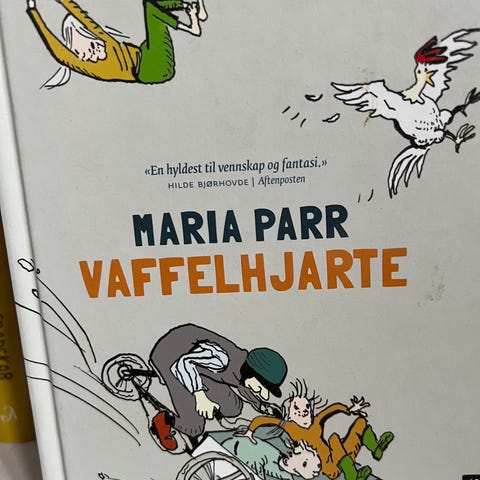 «En hyldest til vennskap og fantasi.»
HILDE BJØRHOVDE | Aftenposten
MARIA PARR
VAFFELHJARTE